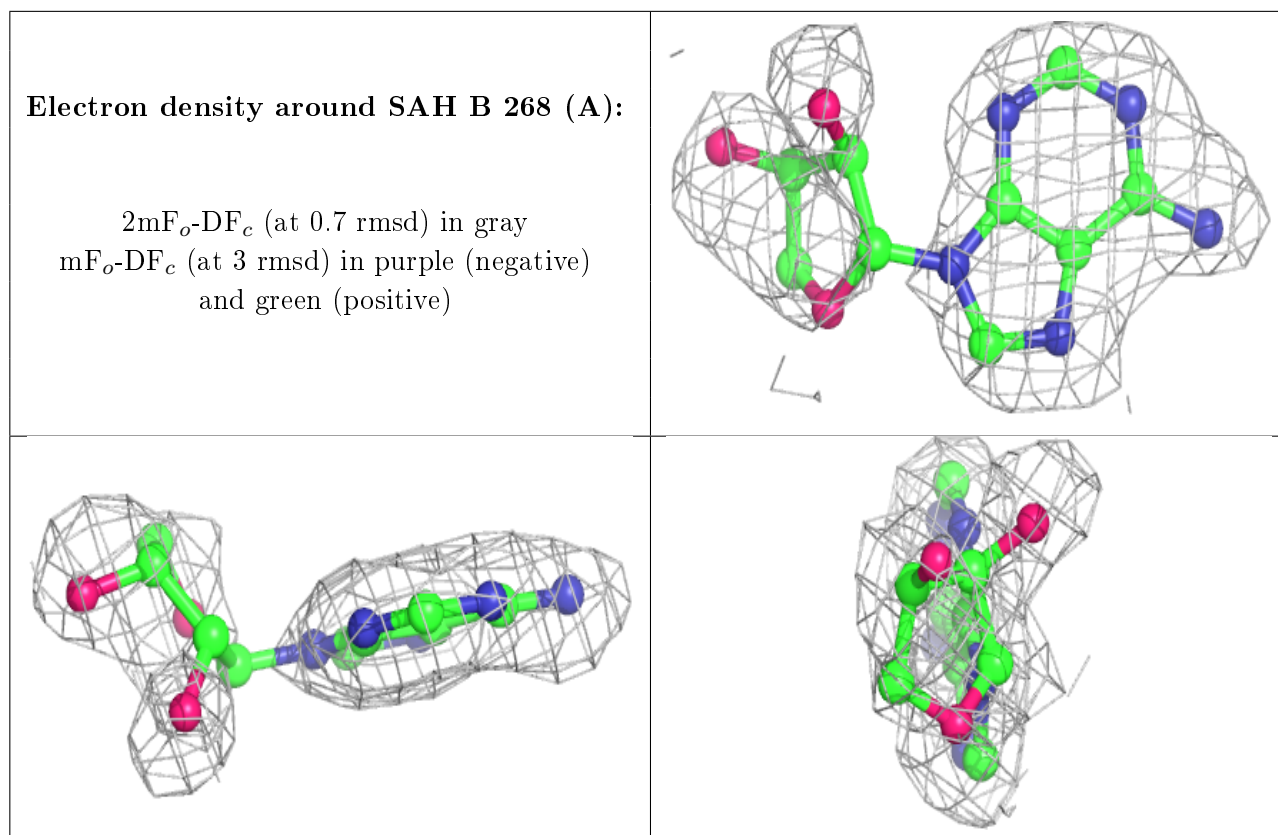 Electron density around SAH B 268 (A):
2mFₒ-DF𝒸 (at 0.7 rmsd) in gray
mFₒ-DF𝒸 (at 3 rmsd) in purple (negative)
and green (positive)